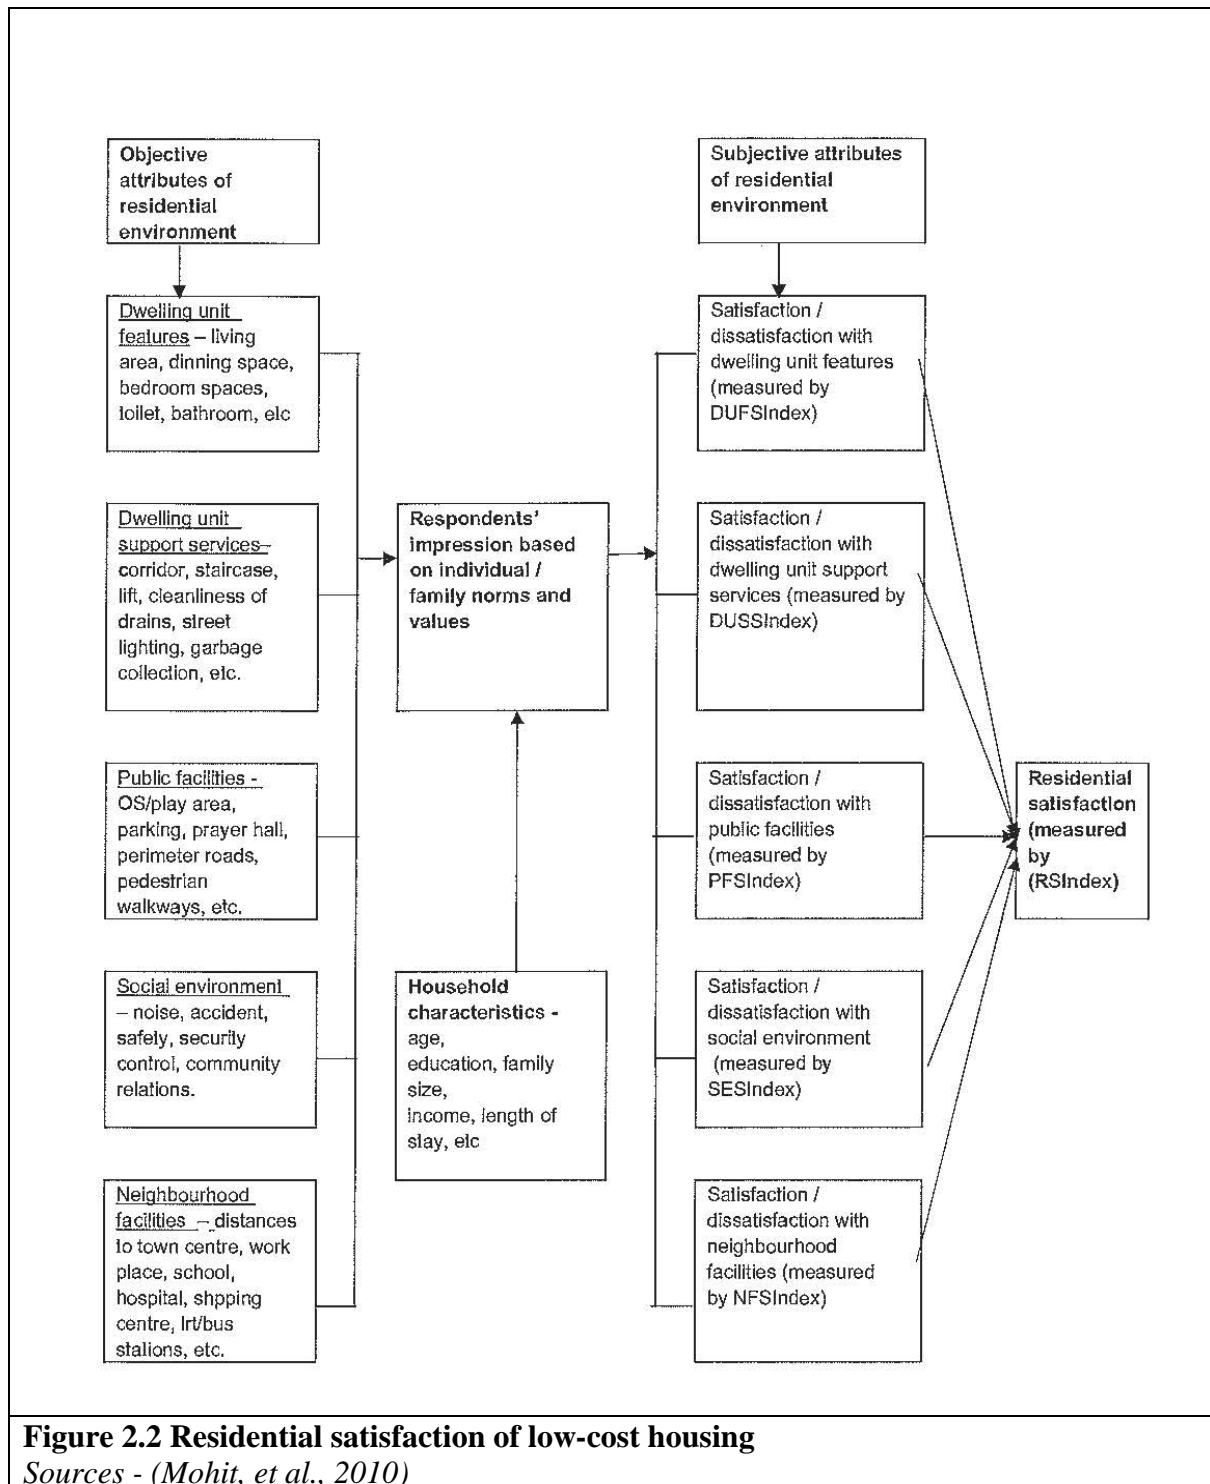 Objective
attributes of
residential
environment
Subjective attributes
of residential
environment
Dwelling unit
features – living
area, dinning space,
bedroom spaces,
toilet, bathroom, etc
Satisfaction /
dissatisfaction with
dwelling unit features
(measured by
DUFSIndex)
Dwelling unit
support services–
corridor, staircase,
lift, cleanliness of
drains, street
lighting, garbage
collection, etc.
Respondents'
impression based
on individual /
family norms and
values
Satisfaction /
dissatisfaction with
dwelling unit support
services (measured by
DUSSIndex)
Public facilities -
OS/play area,
parking, prayer hall,
perimeter roads,
pedestrian
walkways, etc.
Satisfaction /
dissatisfaction with
public facilities
(measured by
PFSIndex)
Residential
satisfaction
(measured
by
(RSIndex)
Social environment
– noise, accident,
safety, security
control, community
relations.
Household
characteristics -
age,
education, family
size,
income, length of
stay, etc
Satisfaction /
dissatisfaction with
social environment
(measured by
SESIndex)
Neighbourhood
facilities – distances
to town centre, work
place, school,
hospital, shpping
centre, lrt/bus
stations, etc.
Satisfaction /
dissatisfaction with
neighbourhood
facilities (measured
by NFSIndex)
Figure 2.2 Residential satisfaction of low-cost housing
Sources - (Mohit, et al., 2010)